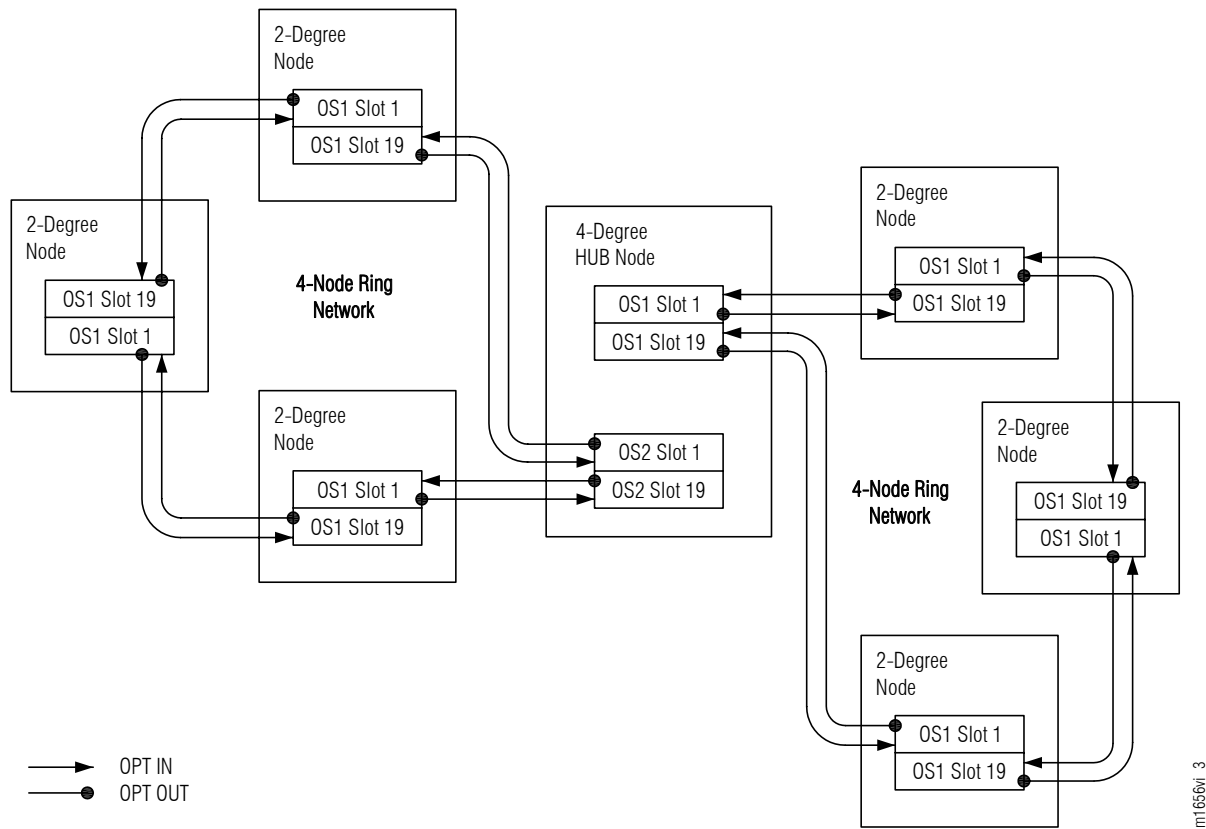 2-Degree
Node
OS1 Slot 1
OS1 Slot 19
2-Degree
Node
OS1 Slot 19
OS1 Slot 1
4-Node Ring
Network
2-Degree
Node
OS1 Slot 1
OS1 Slot 19
4-Degree
HUB Node
OS1 Slot 1
OS1 Slot 19
OS2 Slot 1
OS2 Slot 19
2-Degree
Node
OS1 Slot 1
OS1 Slot 19
4-Node Ring
Network
2-Degree
Node
OS1 Slot 19
OS1 Slot 1
2-Degree
Node
OS1 Slot 1
OS1 Slot 19
OPT IN
OPT OUT
m1656vi_3